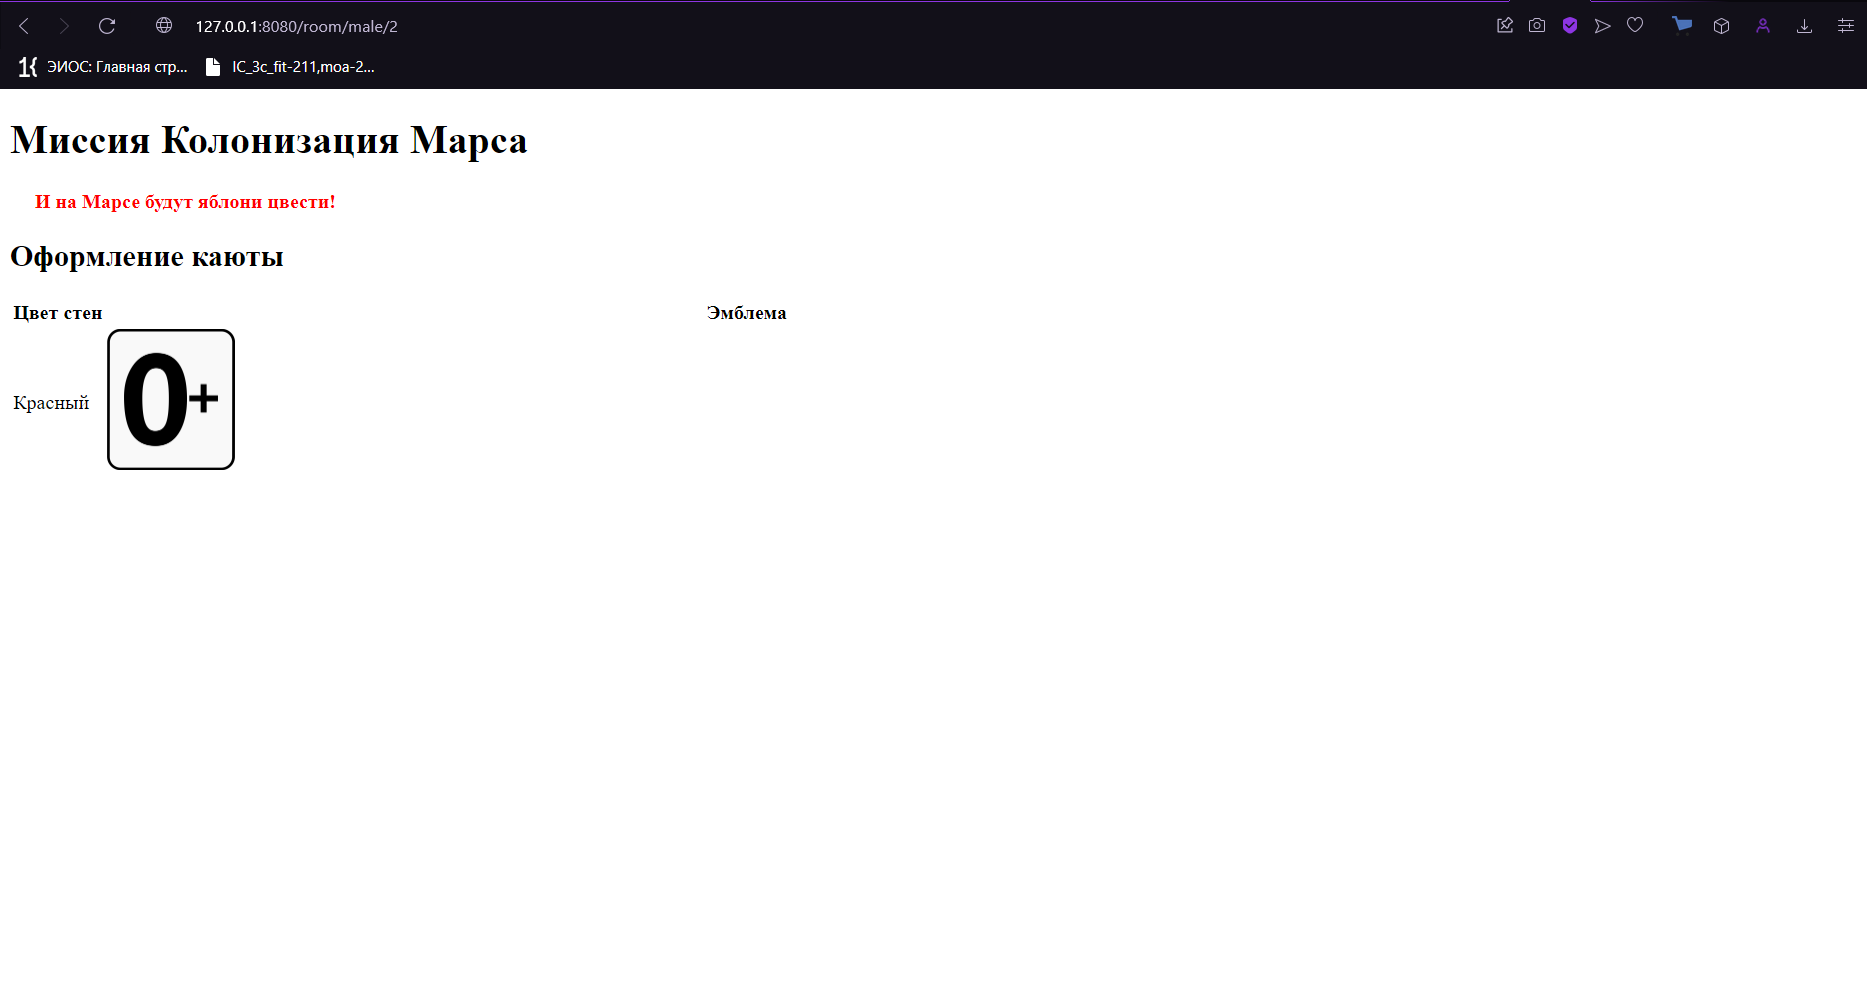 127.0.0.1:8080/room/male/2
ЭИОС: Главная стр... IC_3c_fit-211,moa-2...
Миссия Колонизация Марса
И на Марсе будут яблони цвести!
Оформление каюты
Цвет стен Эмблема
Красный 0+